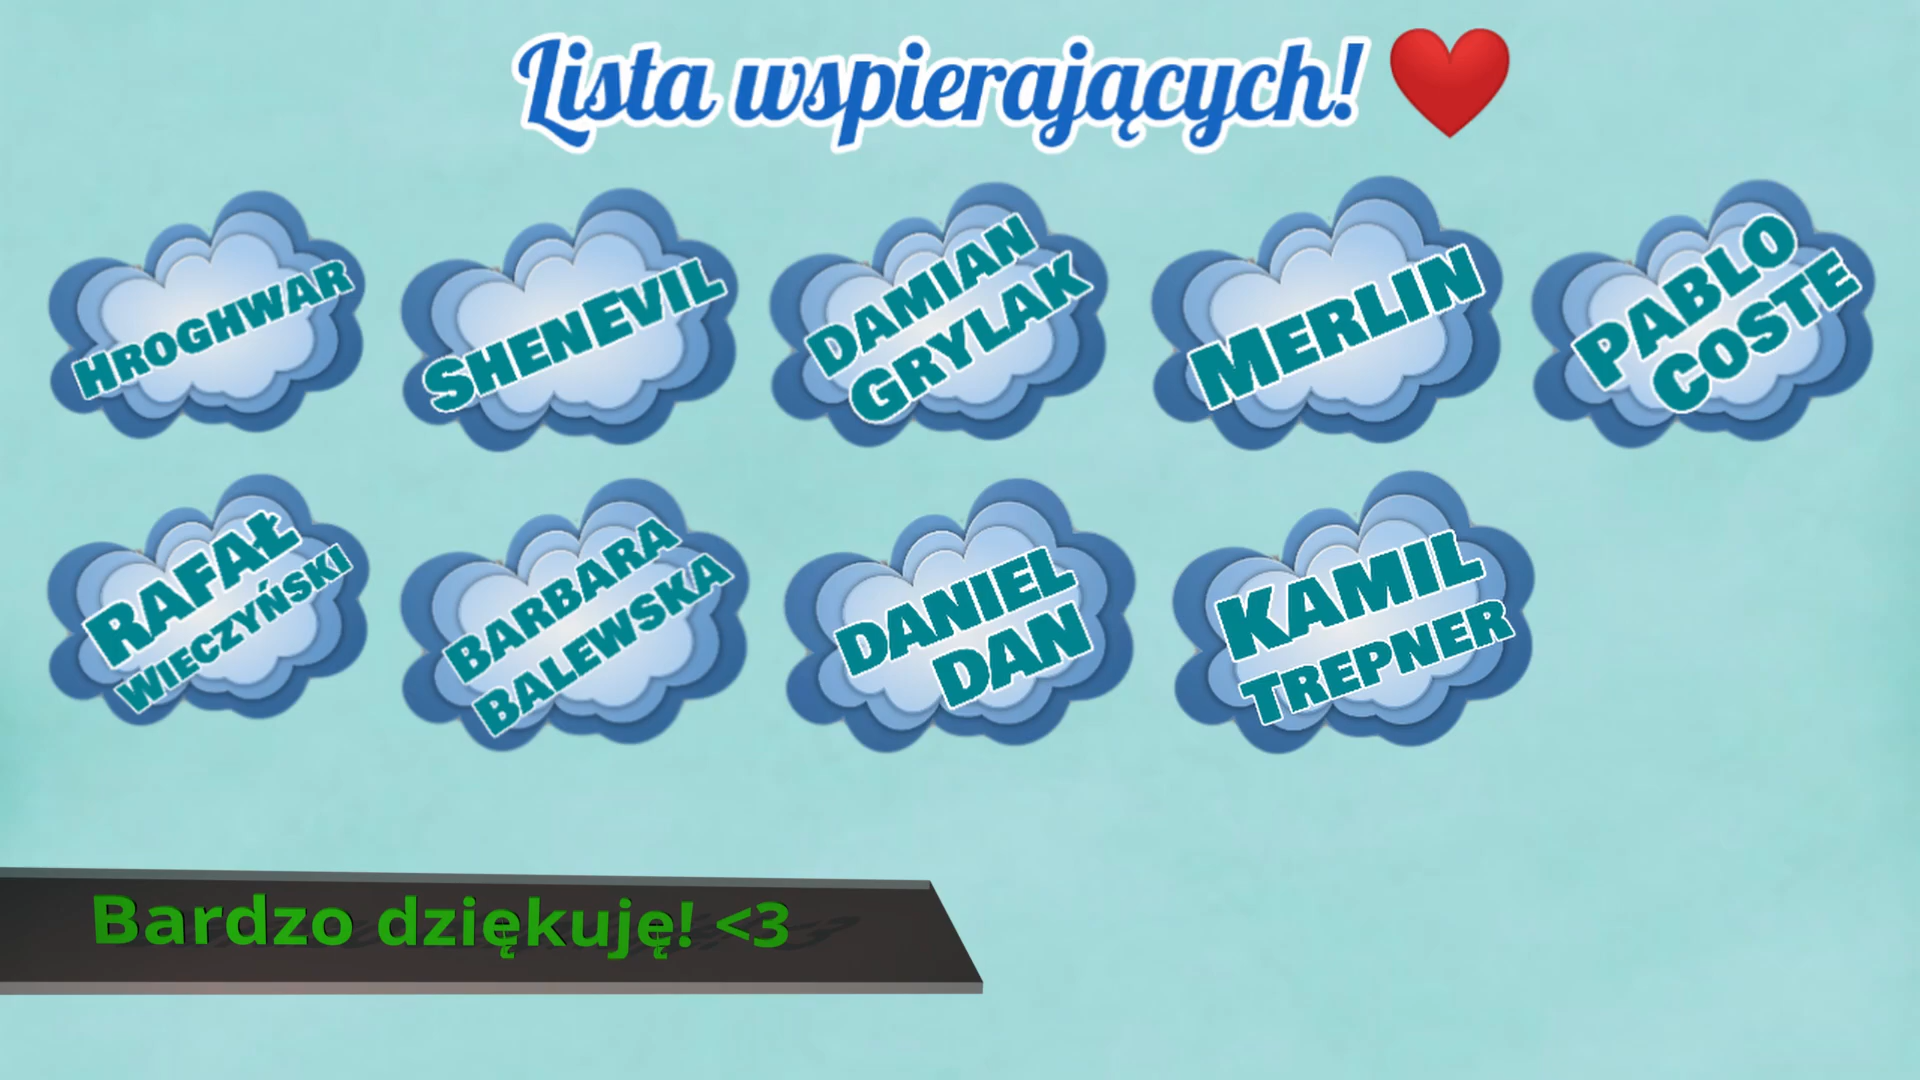 Lista wspierających! ❤️
HROGHWAR
SHENEVIL
DAMIAN
GRYLAK
MERLIN
PABLO
COSTE
RAFAŁ
WIECZYŃSKI
BARBARA
BALEWSKA
DANIEL
DAN
KAMIL
TREPNER
Bardzo dziękuję! <3